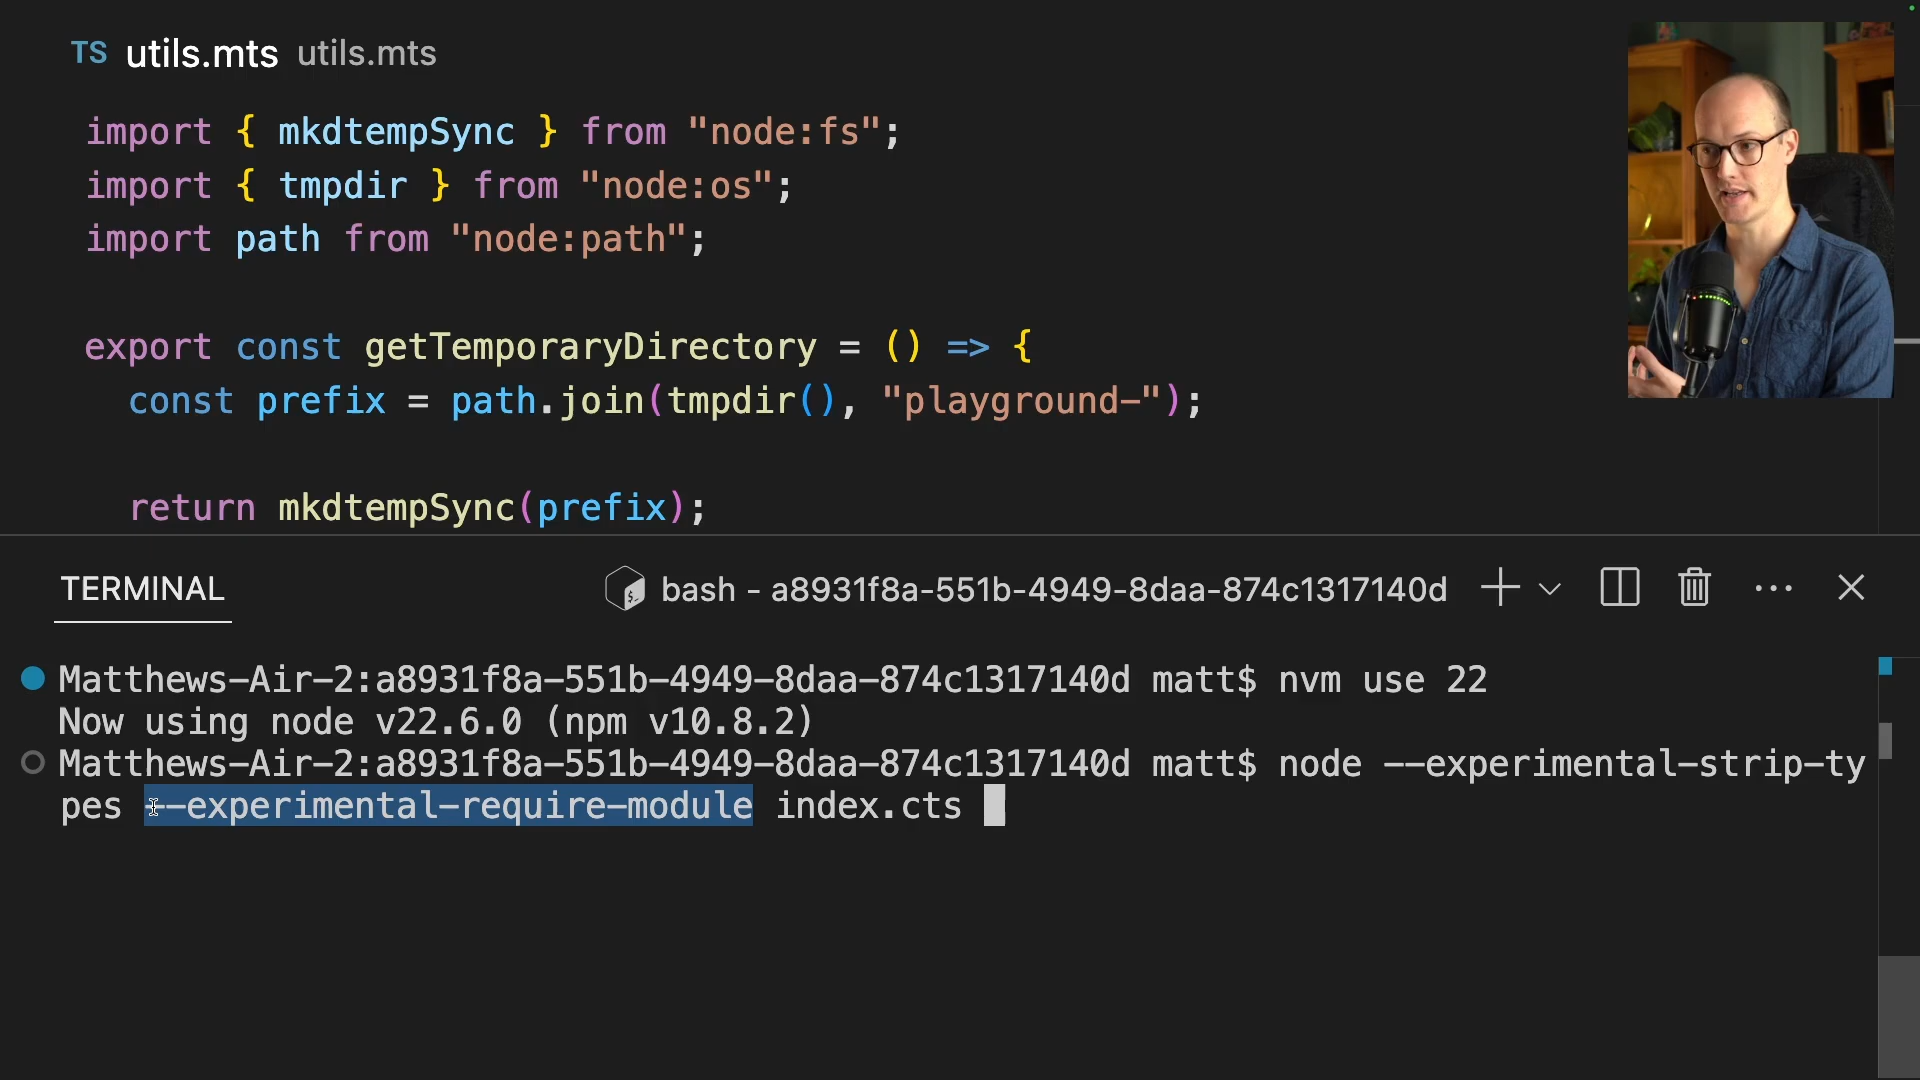 TS utils.mts utils.mts
import { mkdtempSync } from "node:fs";
import { tmpdir } from "node:os";
import path from "node:path";
export const getTemporaryDirectory = () => {
const prefix = path.join(tmpdir(), "playground-");
return mkdtempSync(prefix);
TERMINAL
bash - a8931f8a-551b-4949-8daa-874c1317140d
Matthews-Air-2:a8931f8a-551b-4949-8daa-874c1317140d matt$ nvm use 22
Now using node v22.6.0 (npm v10.8.2)
Matthews-Air-2:a8931f8a-551b-4949-8daa-874c1317140d matt$ node --experimental-strip-ty
pes --experimental-require-module index.cts